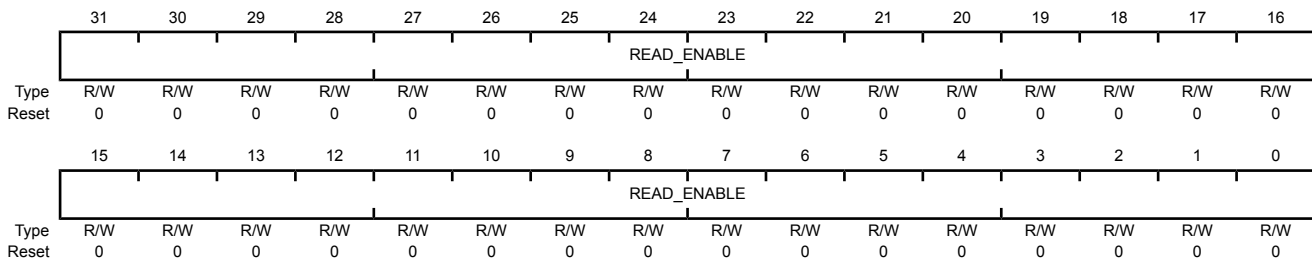 31 30 29 28 27 26 25 24 23 22 21 20 19 18 17 16
READ_ENABLE
Type R/W R/W R/W R/W R/W R/W R/W R/W R/W R/W R/W R/W R/W R/W R/W R/W
Reset 0 0 0 0 0 0 0 0 0 0 0 0 0 0 0 0
15 14 13 12 11 10 9 8 7 6 5 4 3 2 1 0
READ_ENABLE
Type R/W R/W R/W R/W R/W R/W R/W R/W R/W R/W R/W R/W R/W R/W R/W R/W
Reset 0 0 0 0 0 0 0 0 0 0 0 0 0 0 0 0